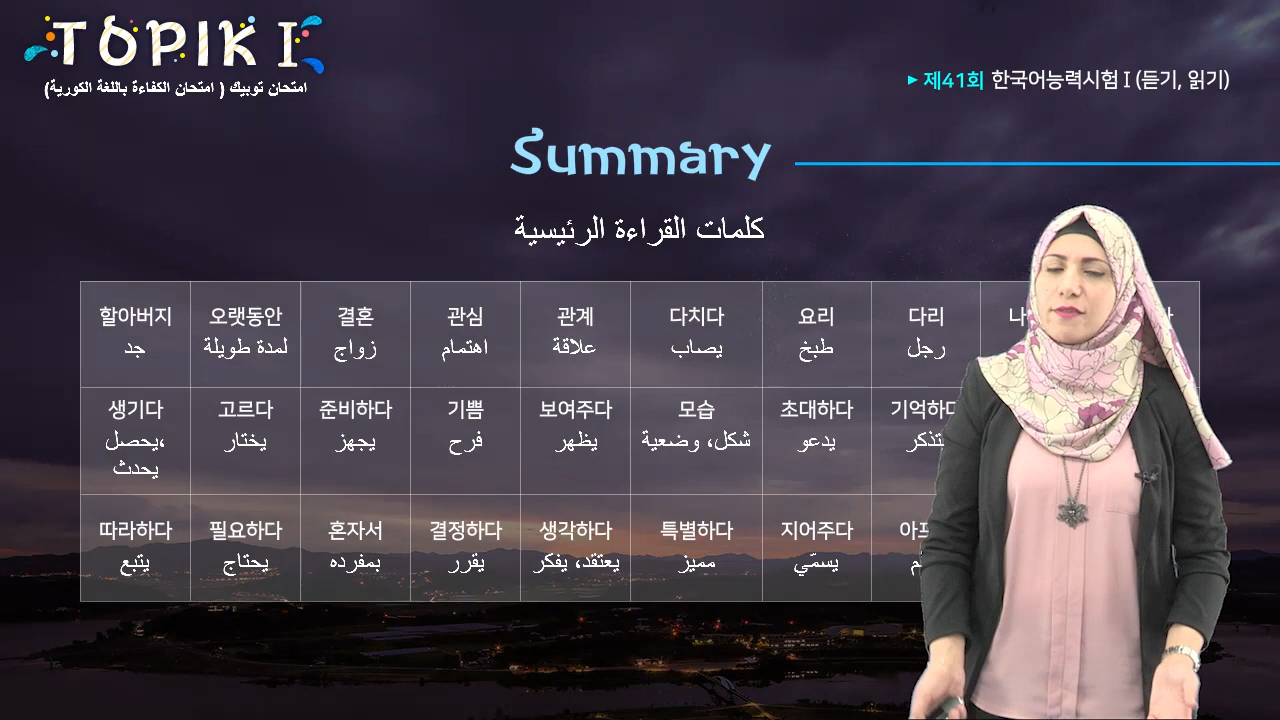 TOPIK I
امتحان توبيك ( امتحان الكفاءة باللغة الكورية)
▶ 제41회 한국어능력시험 I (듣기, 읽기)
Summary
كلمات القراءة الرئيسية
할아버지 오랫동안 결혼 관심 관계 다치다 요리 다리
جد لمدة طويلة زواج اهتمام علاقة يصاب طبخ رجل
생기다 고르다 준비하다 기쁨 보여주다 모습 초대하다 기억하다
يحصل، يختار يجهز فرح يظهر شكل، وضعية يدعو
يحدث
따라하다 필요하다 혼자서 결정하다 생각하다 특별하다 지어주다
يتبع يحتاج بمفرده يقرر يعتقد، يفكر مميز يسمّي